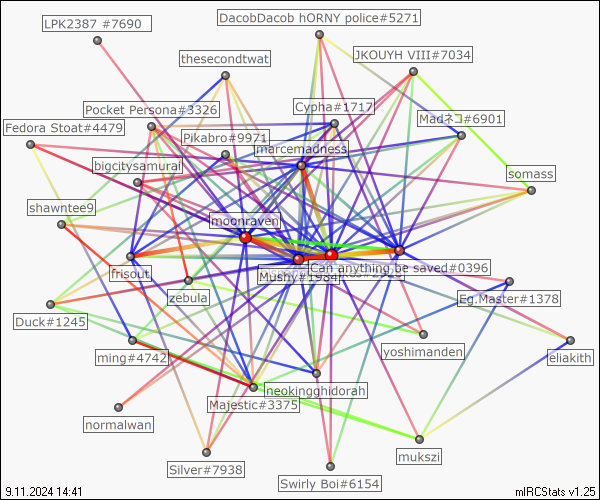 DacobDacob hORNY police#5271
LPK2387 #7690
JKOUYH VIII#7034
thesecondtwat
Pocket Persona#3326
Cypha#1717
Madネコ#6901
Fedora Stoat#4479
Pikabro#9971
marcemadness
bigcitysamurai
somass
shawntee9
moonraven
frisout
Can anything be saved#0396
Mushy#1984
zebula
Eg.Master#1378
Duck#1245
yoshimanden
eliakith
ming#4742
neokingghidorah
Majestic#3375
normalwan
mukszi
Silver#7938
Swirly Boi#6154
9.11.2024 14:41
mIRCStats v1.25